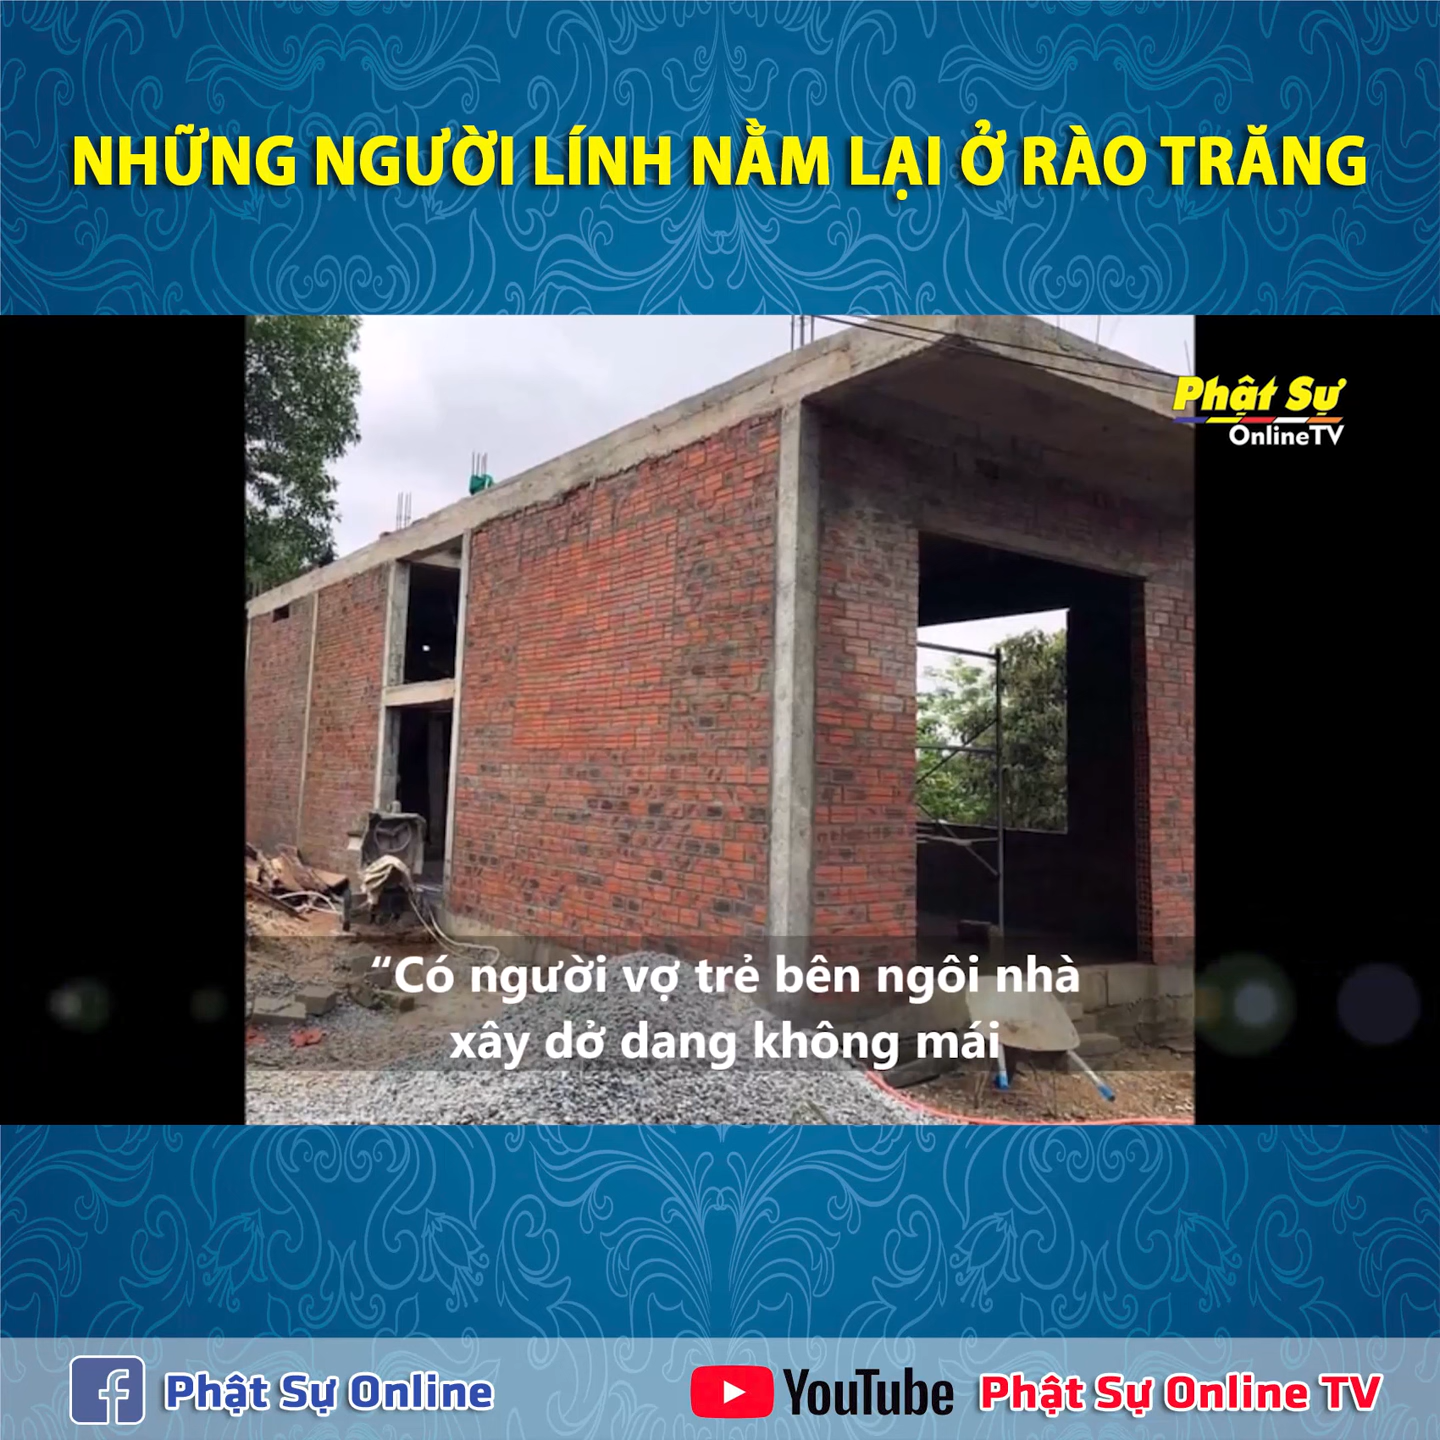 NHỮNG NGƯỜI LÍNH NẰM LẠI Ở RÀO TRĂNG
Phật Sự
OnlineTV
“Có người vợ trẻ bên ngôi nhà
xây dở dang không mái
Phật Sự Online
YouTube Phật Sự Online TV